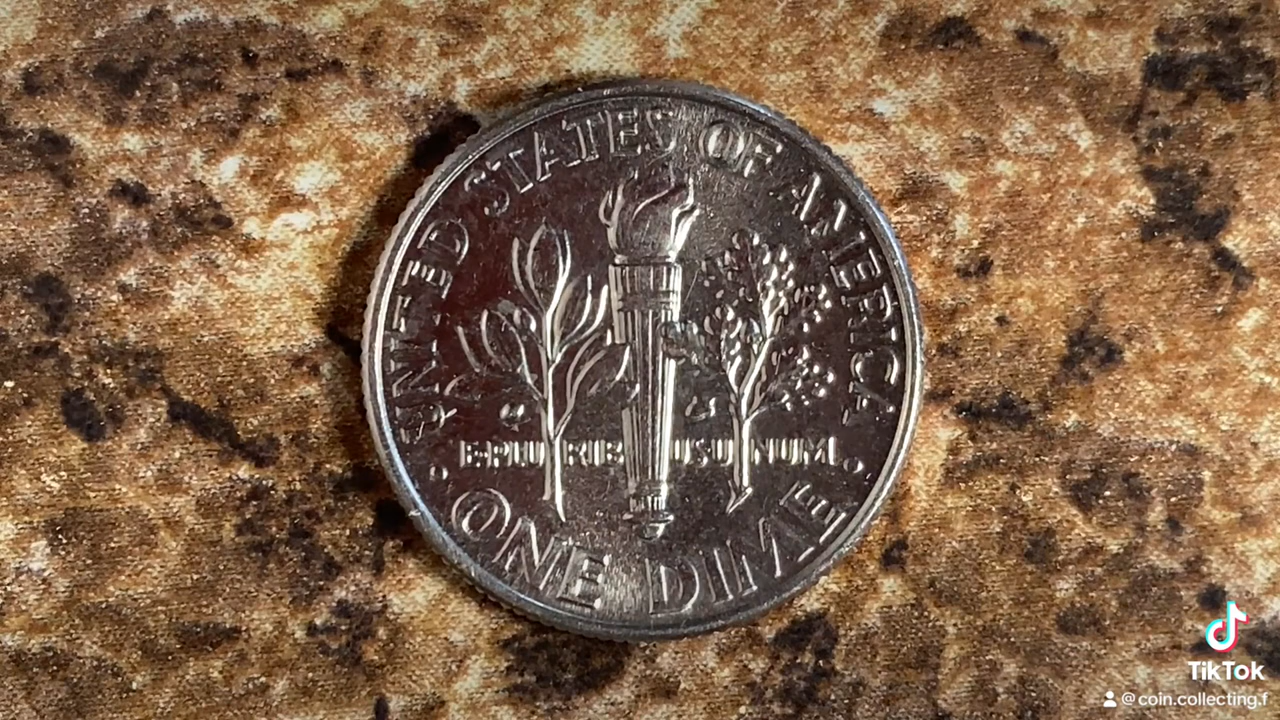 UNITED STATES OF AMERICA
E PLURIBUS UNUM
ONE DIME
TikTok
@coin.collecting.f